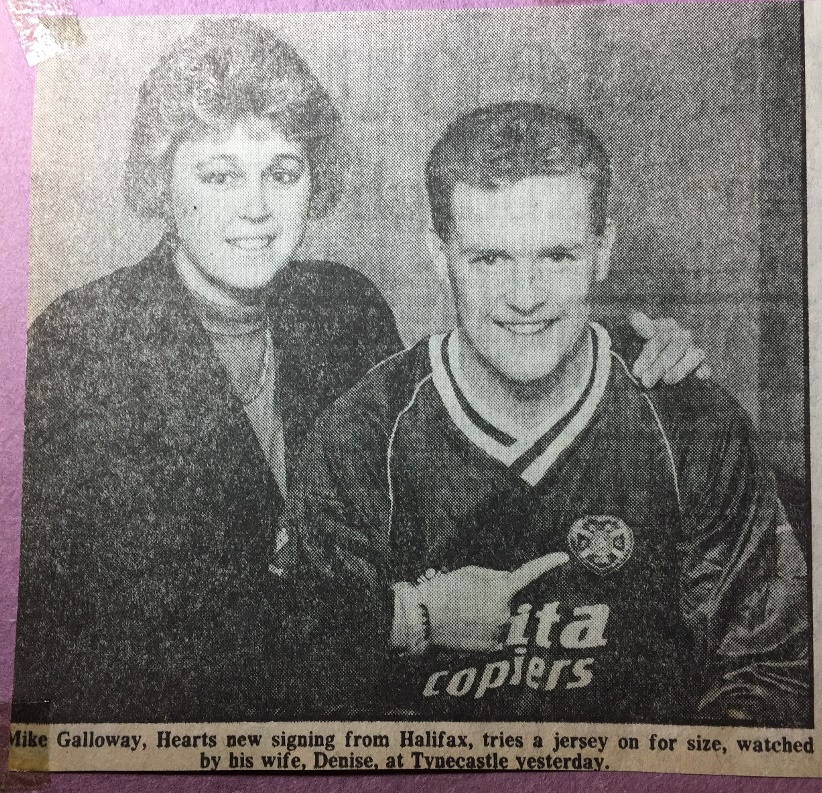 ita
copiers
Mike Galloway, Hearts new signing from Halifax, tries a jersey on for size, watched
by his wife, Denise, at Tynecastle yesterday.